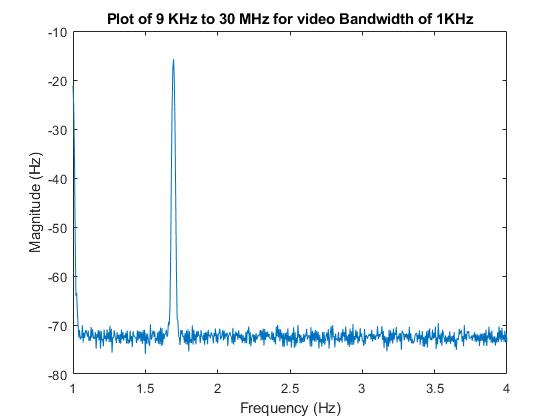 Plot of 9 KHz to 30 MHz for video Bandwidth of 1KHz
-10
-20
-30
-40
-50
-60
-70
-80
Magnitude (Hz)
1 1.5 2 2.5 3 3.5 4
Frequency (Hz)